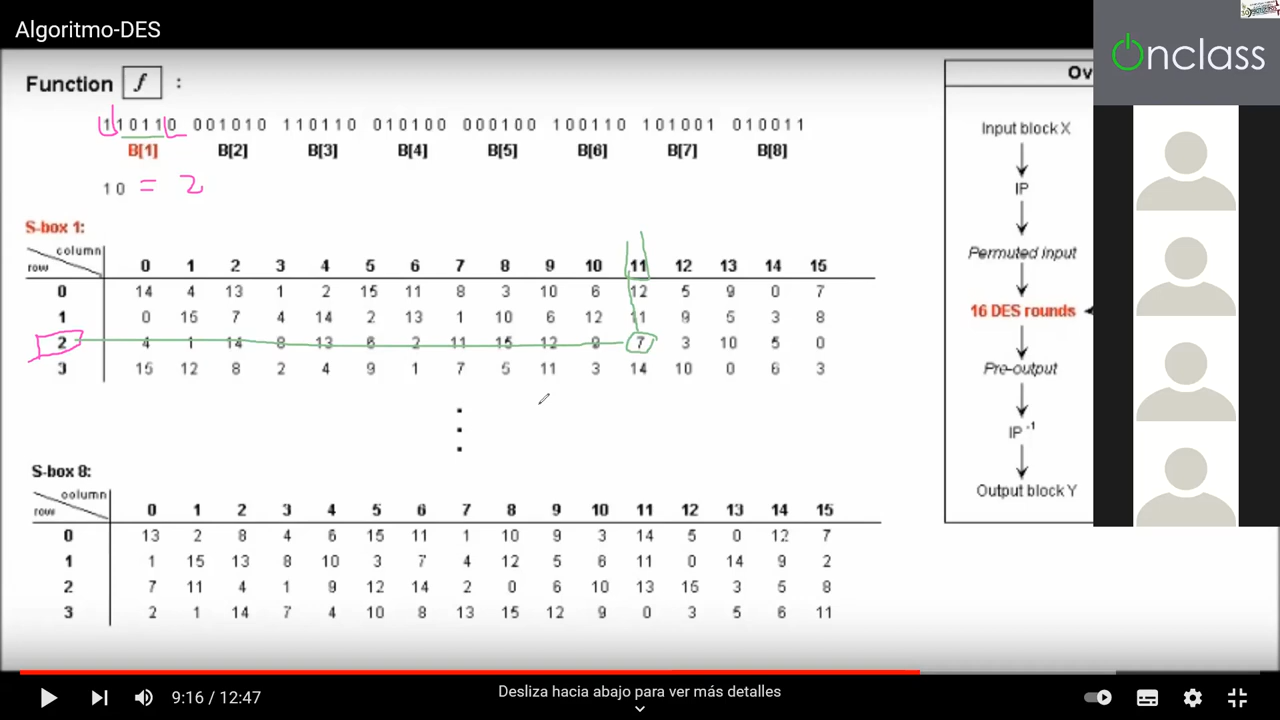 Algoritmo-DES
Onclass
Function f :
110110 001010 110110 010100 000100 100110 101001 010011
B[1] B[2] B[3] B[4] B[5] B[6] B[7] B[8]
10 = 2
S-box 1:
column
row 0 1 2 3 4 5 6 7 8 9 10 11 12 13 14 15
0 14 4 13 1 2 15 11 8 3 10 6 12 5 9 0 7
1 0 15 7 4 14 2 13 1 10 6 12 11 9 5 3 8
2 4 1 14 8 13 6 2 11 15 12 9 7 3 10 5 0
3 15 12 8 2 4 9 1 7 5 11 3 14 10 0 6 3
S-box 8:
column
row 0 1 2 3 4 5 6 7 8 9 10 11 12 13 14 15
0 13 2 8 4 6 15 11 1 10 9 3 14 5 0 12 7
1 1 15 13 8 10 3 7 4 12 5 6 11 0 14 9 2
2 7 11 4 1 9 12 14 2 0 6 10 13 15 3 5 8
3 2 1 14 7 4 10 8 13 15 12 9 0 3 5 6 11
Ov
Input block X
IP
Permuted input
16 DES rounds
Pre-output
IP -1
Output block Y
9:16 / 12:47
Desliza hacia abajo para ver más detalles